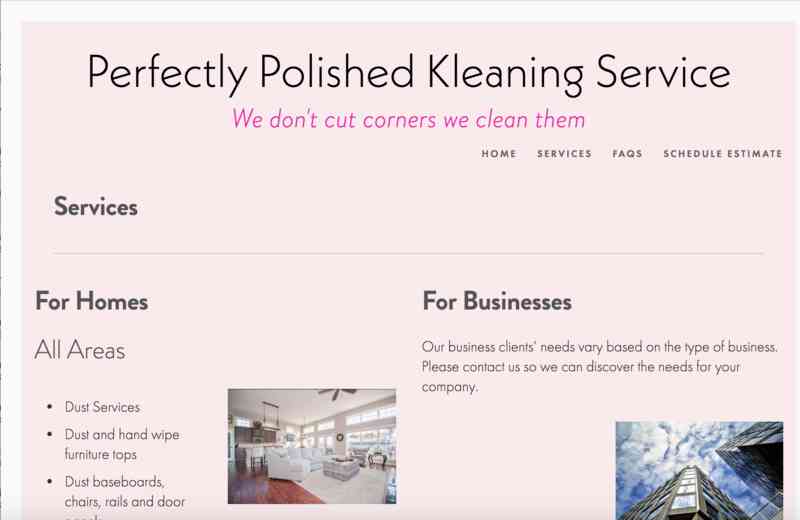 Perfectly Polished Kleaning Service
We don't cut corners we clean them
HOME SERVICES FAQS SCHEDULE ESTIMATE
Services
For Homes
All Areas
• Dust Services
• Dust and hand wipe
furniture tops
• Dust baseboards,
chairs, rails and door
For Businesses
Our business clients' needs vary based on the type of business.
Please contact us so we can discover the needs for your
company.